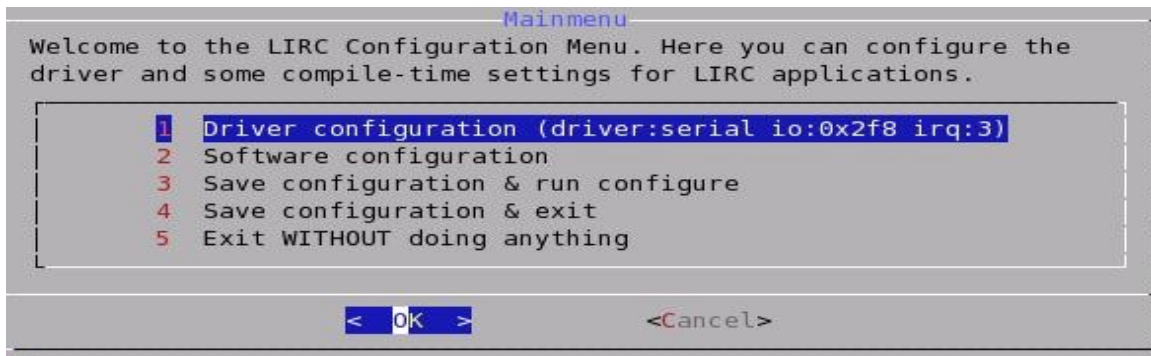 Mainmenu
Welcome to the LIRC Configuration Menu. Here you can configure the
driver and some compile-time settings for LIRC applications.
1 Driver configuration (driver:serial io:0x2f8 irq:3)
2 Software configuration
3 Save configuration & run configure
4 Save configuration & exit
5 Exit WITHOUT doing anything
< OK > <Cancel>